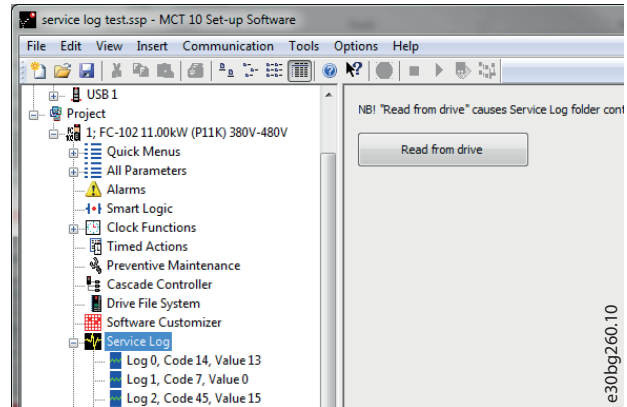 service log test.ssp - MCT 10 Set-up Software
File Edit View Insert Communication Tools Options Help
USB 1
Project
1; FC-102 11.00kW (P11K) 380V-480V
Quick Menus
All Parameters
Alarms
Smart Logic
Clock Functions
Timed Actions
Preventive Maintenance
Cascade Controller
Drive File System
Software Customizer
Service Log
Log 0, Code 14, Value 13
Log 1, Code 7, Value 0
Log 2, Code 45, Value 15
NB! "Read from drive" causes Service Log folder cont
Read from drive
e30bg260.10